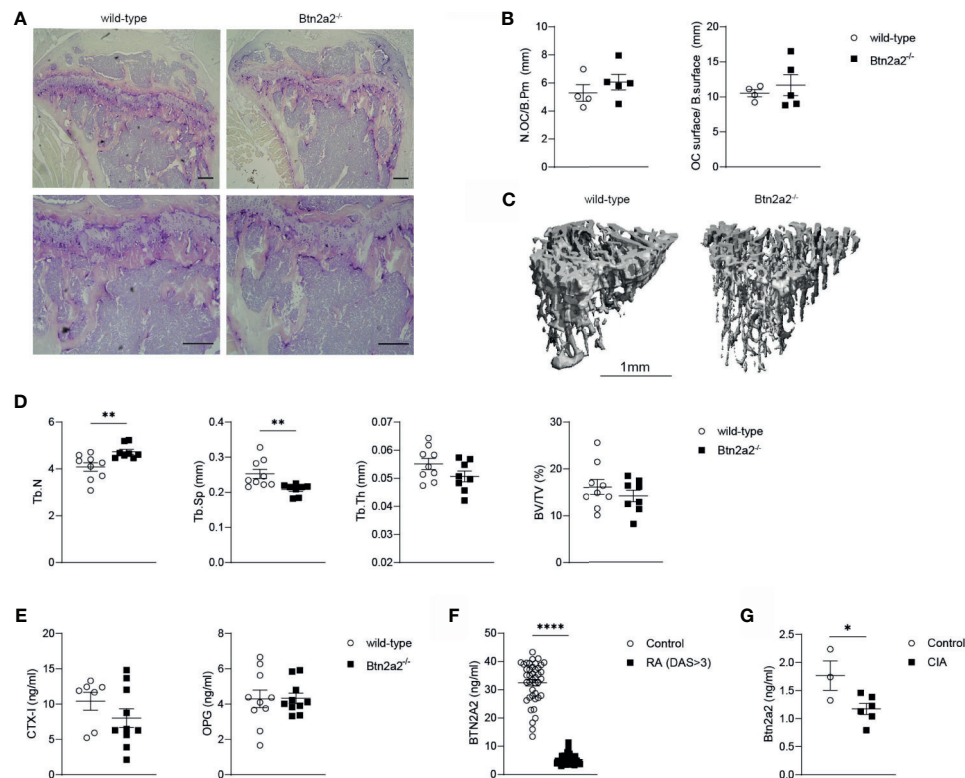 A
wild-type
Btn2a2-/-
B
N.OC/B.Pm (mm)
10
8
6
4
2
0
OC surface/ B.surface (mm)
20
15
10
5
0
wild-type
Btn2a2-/-
C
wild-type
Btn2a2-/-
1mm
D
Tb.N
6
4
2
0
**
Tb.Sp (mm)
0.4
0.3
0.2
0.1
0.0
**
Tb.Th (mm)
0.07
0.06
0.05
0.04
0.03
0.02
BV/TV (%)
30
20
10
0
wild-type
Btn2a2-/-
E
CTX-I (ng/ml)
20
15
10
5
0
OPG (ng/ml)
8
6
4
2
0
wild-type
Btn2a2-/-
F
BTN2A2 (ng/ml)
50
40
30
20
10
0
****
Control
RA (DAS>3)
G
Btn2a2 (ng/ml)
2.5
2.0
1.5
1.0
0.5
0.0
*
Control
CIA